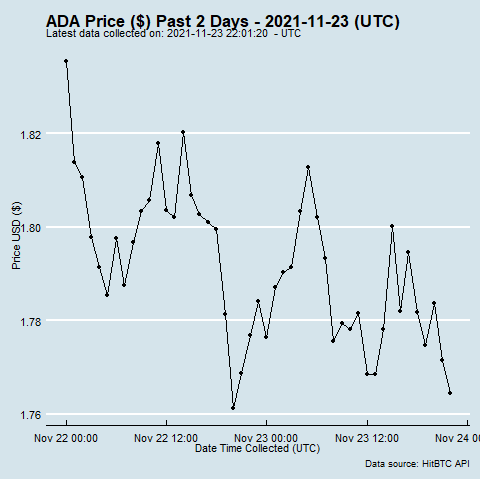 ADA Price ($) Past 2 Days - 2021-11-23 (UTC)
Latest data collected on: 2021-11-23 22:01:20  - UTC
Price USD ($)
1.82
1.80
1.78
1.76
Nov 22 00:00 Nov 22 12:00 Nov 23 00:00 Nov 23 12:00 Nov 24 00
Date Time Collected (UTC)
Data source: HitBTC API